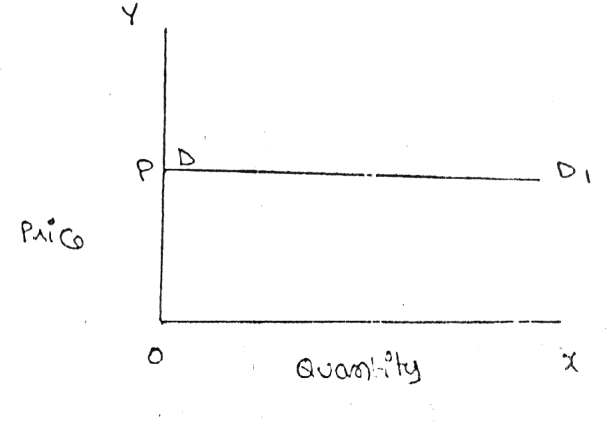 Y
P D D1
Price
O Quantity x